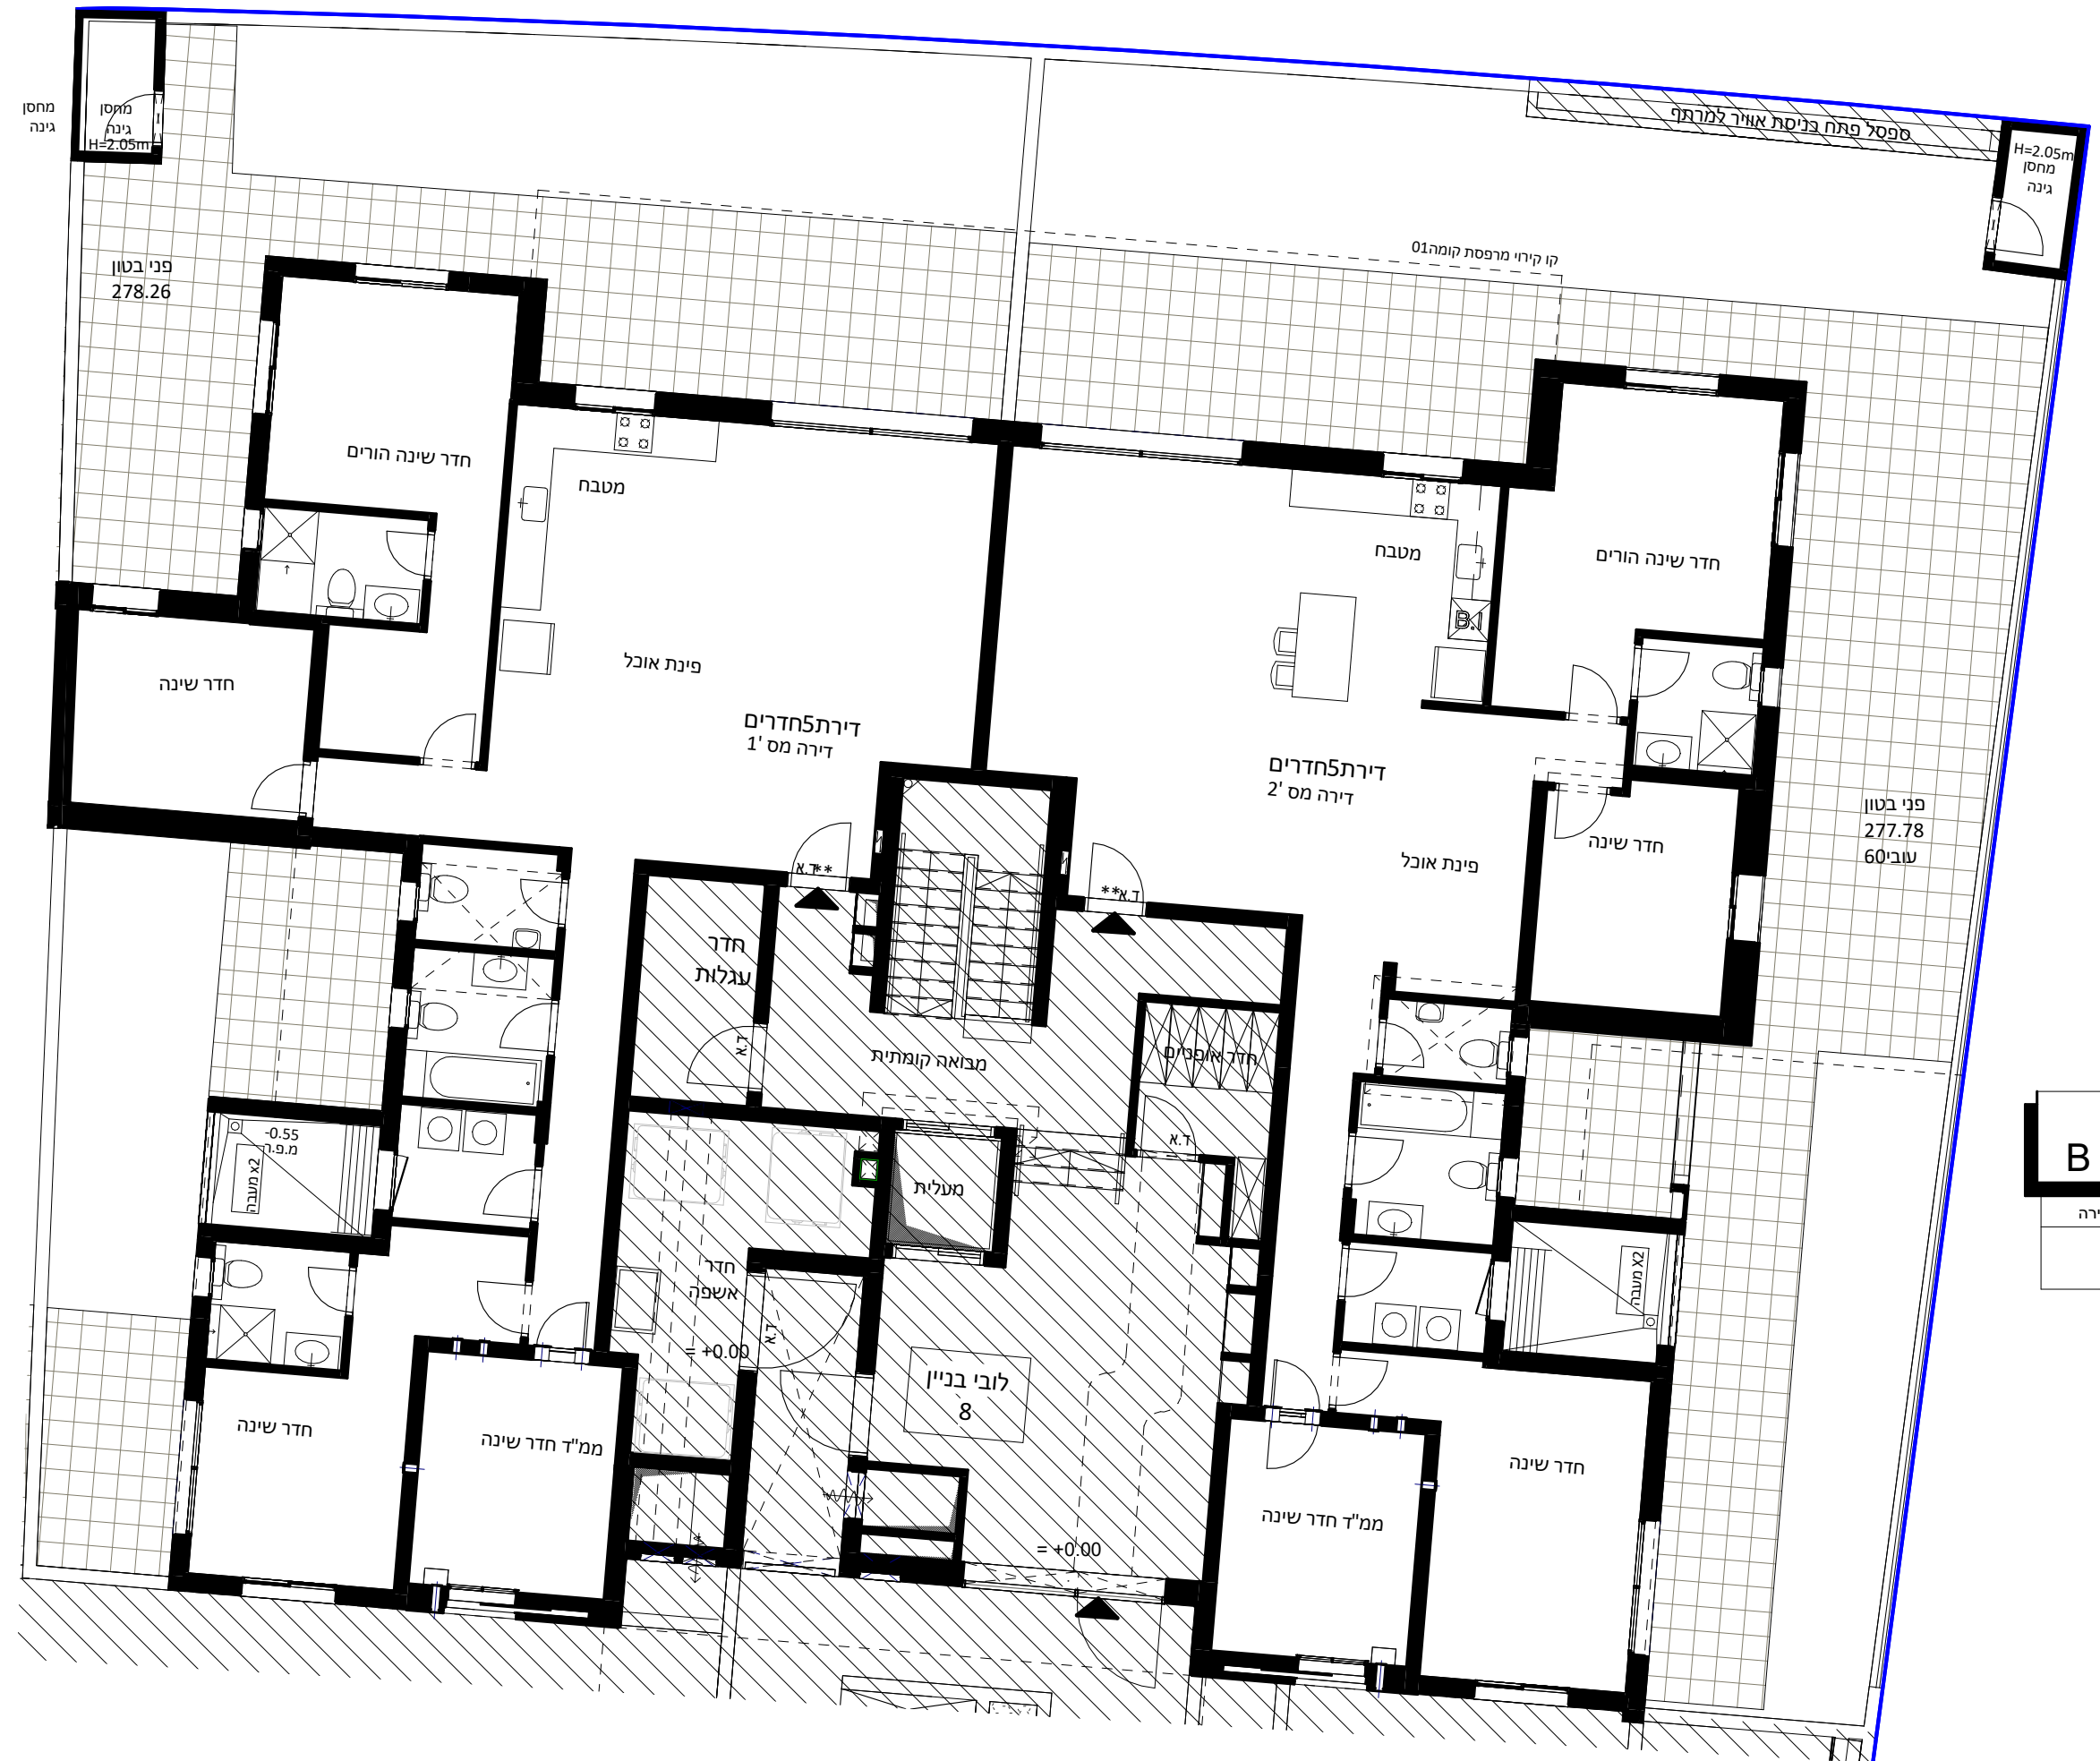 מחסן
גינה
מחסן
גינה
H=2.05m
ספסל פתח כניסת אוויר למרתף
H=2.05m
מחסן
גינה
קו קירוי מרפסת קומה01
פני בטון
278.26
חדר שינה הורים
מטבח
מטבח
חדר שינה הורים
B.I
פינת אוכל
חדר שינה
דירת5חדרים
דירה מס '1
דירת5חדרים
דירה מס '2
פני בטון
277.78
עובי60
חדר שינה
פינת אוכל
ד.א**
ד.א**
חדר
עגלות
ד.א
מבואה קומתית
חדר אופניים
ד.א
-0.55
מ.פ.ר
מעבה x2
מעלית
B
ירה
מעבה X2
חדר
אשפה
ד.א
= +0.00
לובי בניין
8
חדר שינה
ממ"ד חדר שינה
חדר שינה
ממ"ד חדר שינה
= +0.00